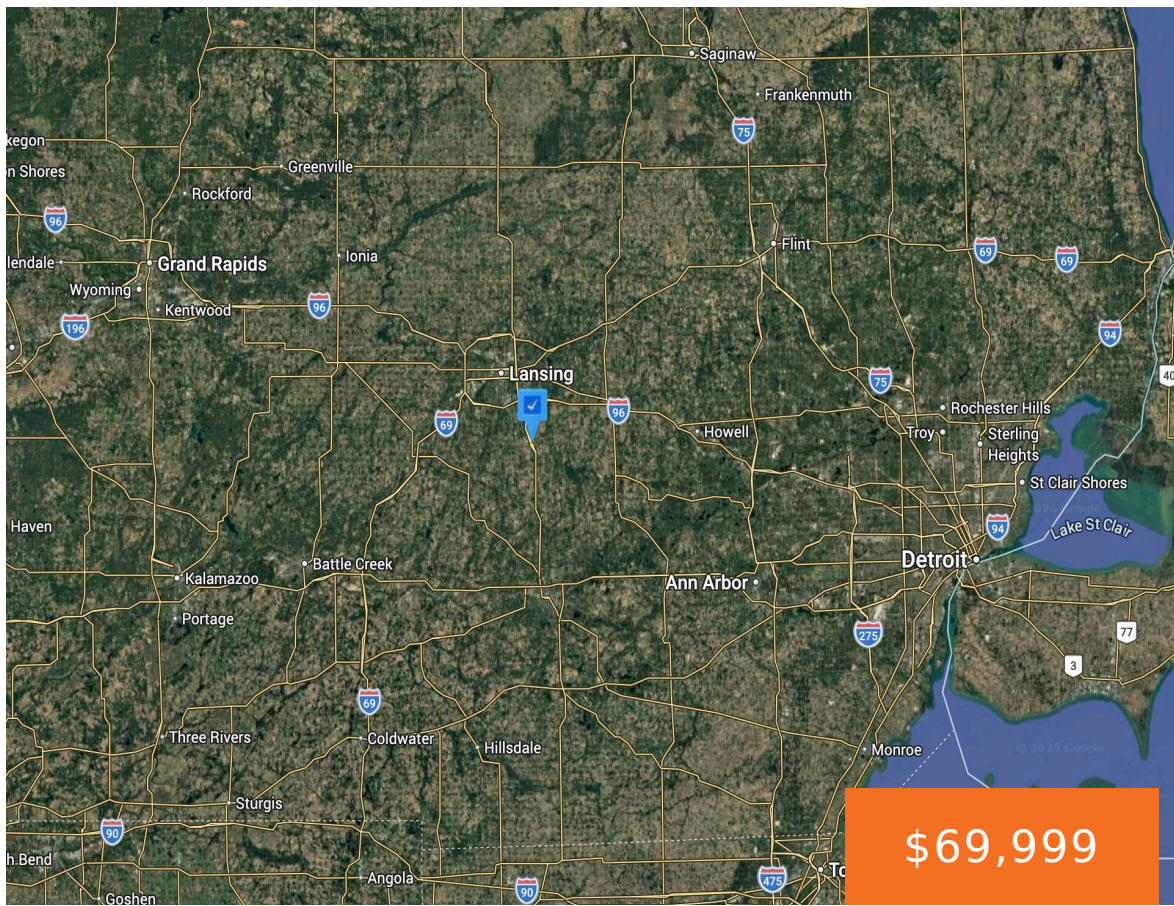 Saginaw
Frankenmuth
75
kegon
Greenville
n Shores
Rockford
96
Flint
69
69
lendale
Grand Rapids
Ionia
Wyoming
Kentwood
96
196
94
Lansing
40
75
Rochester Hills
69
96
Howell
Troy
Sterling
Heights
St Clair Shores
Haven
94
Lake St Clair
Battle Creek
Detroit
Kalamazoo
Ann Arbor
Portage
275
77
3
69
Three Rivers
Coldwater
Hillsdale
Monroe
© 2026 Google
Sturgis
90
$69,999
h Bend
Angola
475
To
90
Goshen